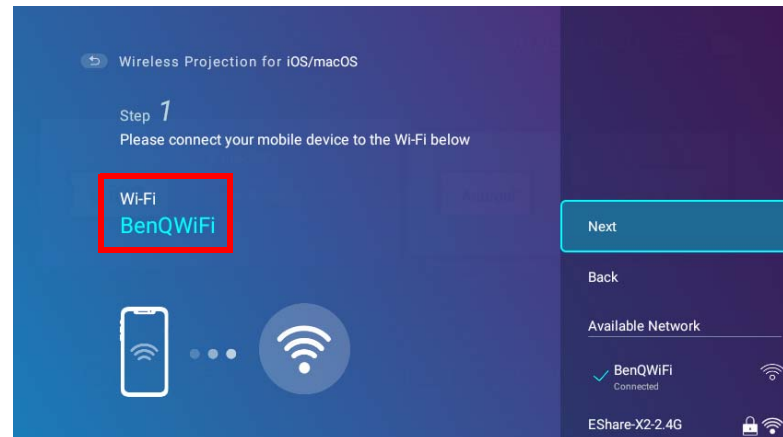 Wireless Projection for iOS/macOS
Step 1
Please connect your mobile device to the Wi-Fi below
Wi-Fi
BenQWiFi
Next
Back
Available Network
BenQWiFi
Connected
EShare-X2-2.4G